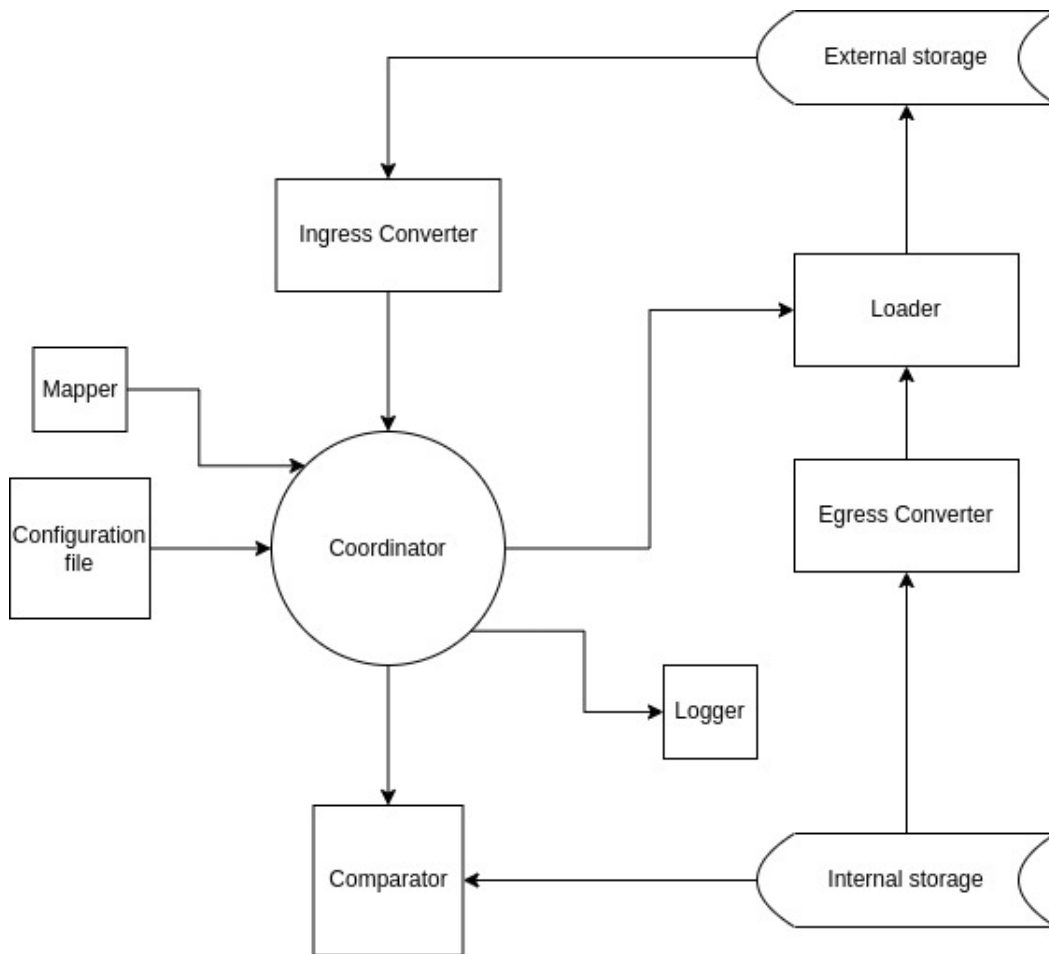 External storage
Ingress Converter
Loader
Mapper
Egress Converter
Configuration
file
Coordinator
Logger
Comparator
Internal storage